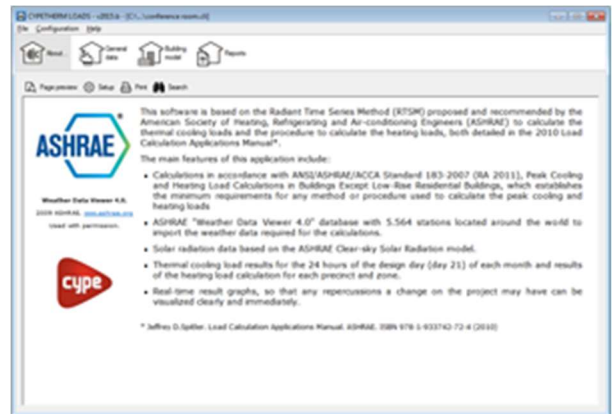 CYPETHERM LOADS - v2015.a - [C:\...\conference room.cli]
File Configuration Help
About... General data Building model Reports
Page preview Setup Print Search
ASHRAE
Weather Data Viewer 4.0.
2009 ASHRAE, www.ashrae.org
Used with permission.
cype
This software is based on the Radiant Time Series Method (RTSM) proposed and recommended by the
American Society of Heating, Refrigerating and Air-conditioning Engineers (ASHRAE) to calculate the
thermal cooling loads and the procedure to calculate the heating loads, both detailed in the 2010 Load
Calculation Applications Manual*.
The main features of this application include:
• Calculations in accordance with ANSI/ASHRAE/ACCA Standard 183-2007 (RA 2011), Peak Cooling
and Heating Load Calculations in Buildings Except Low-Rise Residential Buildings, which establishes
the minimum requirements for any method or procedure used to calculate the peak cooling and
heating loads
• ASHRAE "Weather Data Viewer 4.0" database with 5.564 stations located around the world to
import the weather data required for the calculations.
• Solar radiation data based on the ASHRAE Clear-sky Solar Radiation model.
• Thermal cooling load results for the 24 hours of the design day (day 21) of each month and results
of the heating load calculation for each precinct and zone.
• Real-time result graphs, so that any repercussions a change on the project may have can be
visualized clearly and immediately.
* Jeffrey D.Spitler. Load Calculation Applications Manual. ASHRAE. ISBN 978-1-933742-72-4 (2010)